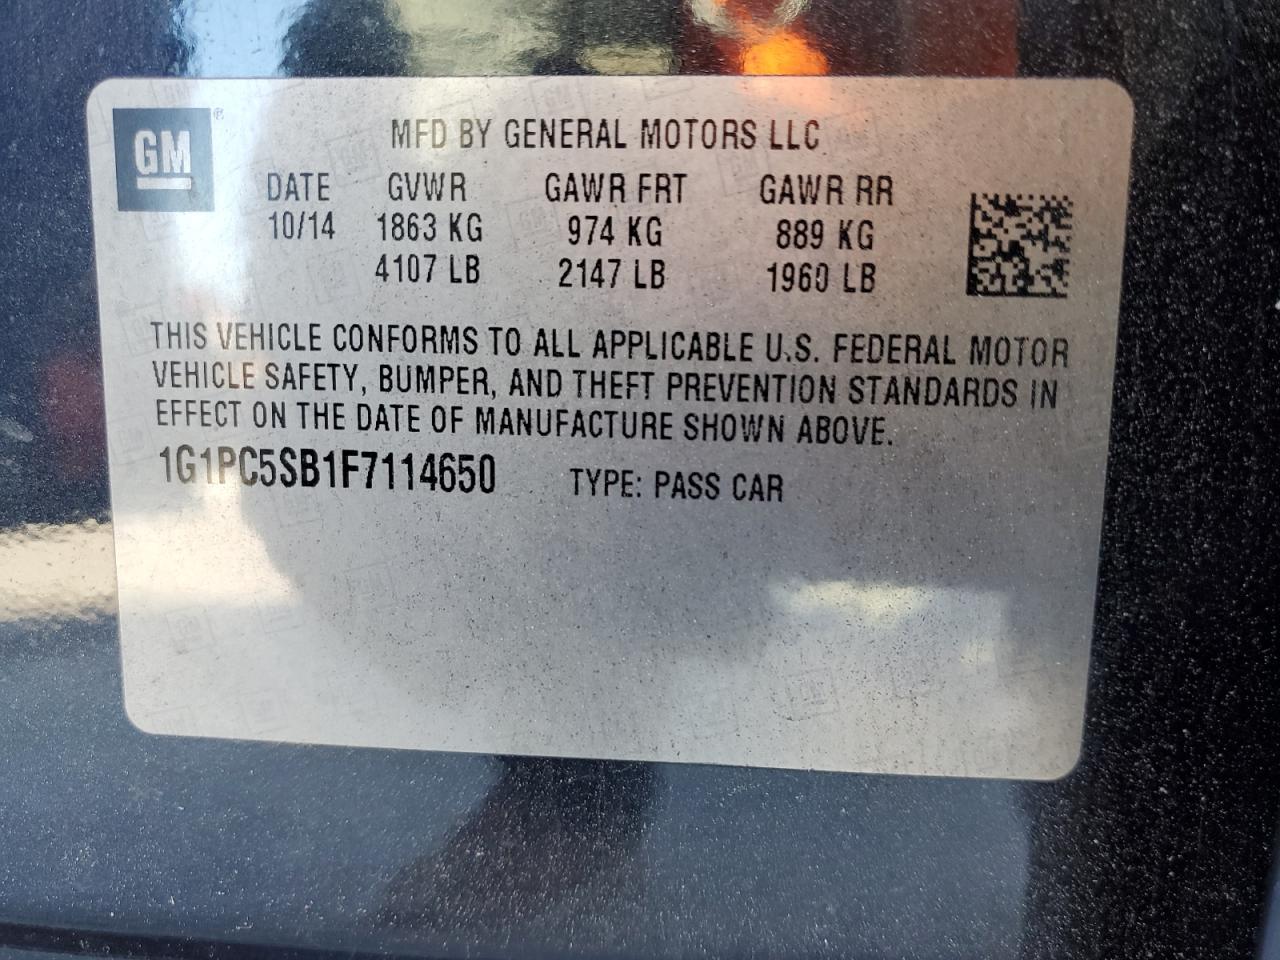 GM ®
MFD BY GENERAL MOTORS LLC
DATE GVWR GAWR FRT GAWR RR
10/14 1863 KG 974 KG 889 KG
4107 LB 2147 LB 1960 LB
THIS VEHICLE CONFORMS TO ALL APPLICABLE U.S. FEDERAL MOTOR
VEHICLE SAFETY, BUMPER, AND THEFT PREVENTION STANDARDS IN
EFFECT ON THE DATE OF MANUFACTURE SHOWN ABOVE.
1G1PC5SB1F7114650 TYPE: PASS CAR